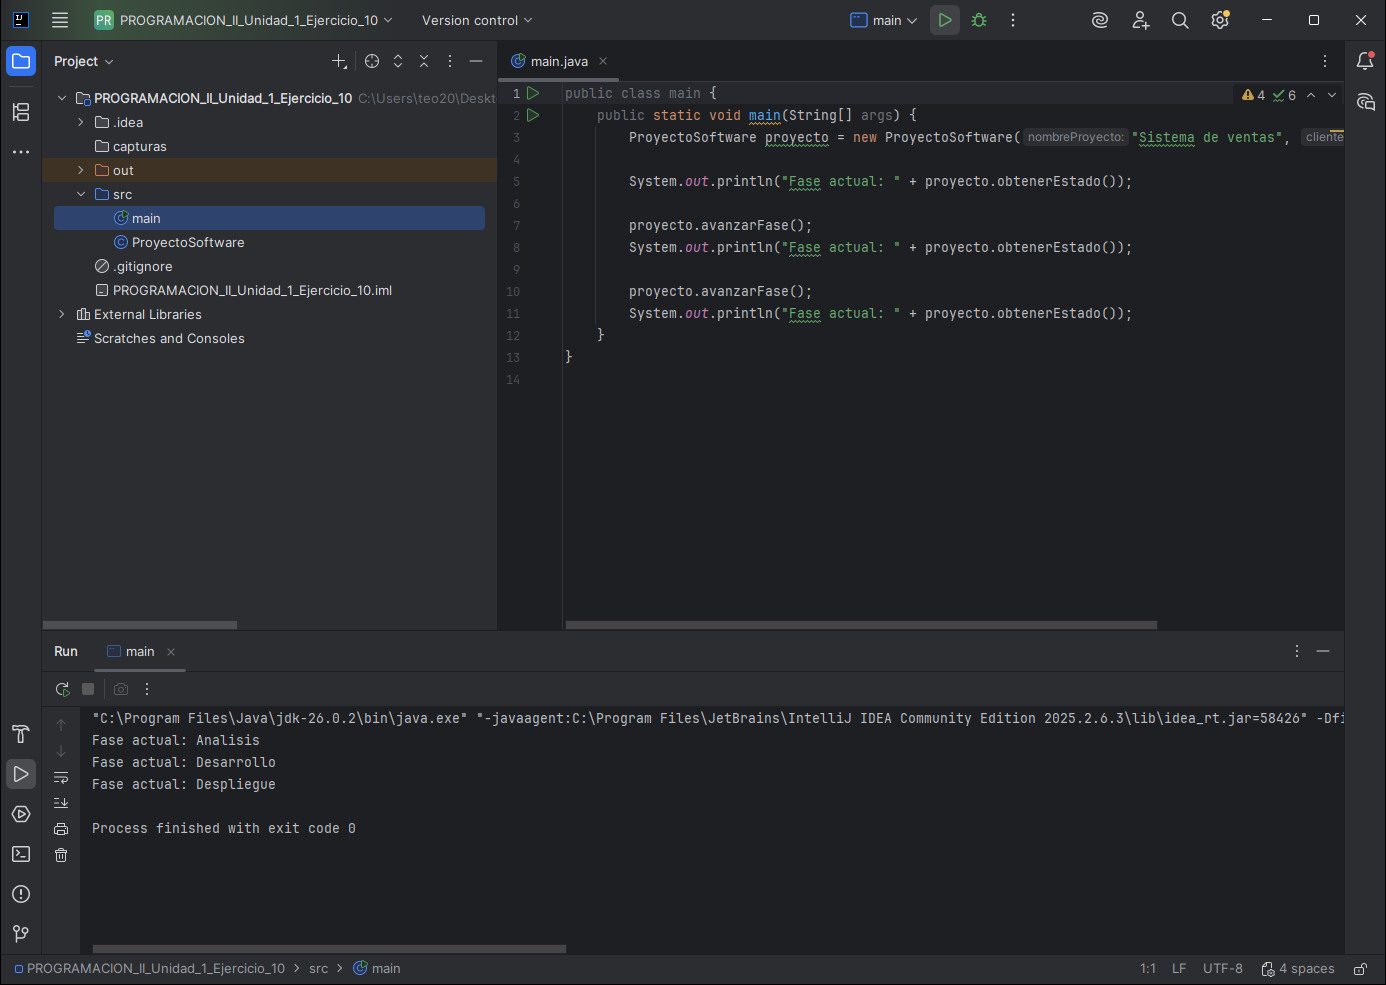 PR PROGRAMACION_II_Unidad_1_Ejercicio_10 Version control main
Project
main.java
PROGRAMACION_II_Unidad_1_Ejercicio_10 C:\Users\teo20\Deskt
.idea
capturas
out
src
main
ProyectoSoftware
.gitignore
PROGRAMACION_II_Unidad_1_Ejercicio_10.iml
External Libraries
Scratches and Consoles
4 6
1 public class main {
2 public static void main(String[] args) {
3 ProyectoSoftware proyecto = new ProyectoSoftware( nombreProyecto: "Sistema de ventas", cliente
4
5 System.out.println("Fase actual: " + proyecto.obtenerEstado());
6
7 proyecto.avanzarFase();
8 System.out.println("Fase actual: " + proyecto.obtenerEstado());
9
10 proyecto.avanzarFase();
11 System.out.println("Fase actual: " + proyecto.obtenerEstado());
12 }
13 }
14
Run main
"C:\Program Files\Java\jdk-26.0.2\bin\java.exe" "-javaagent:C:\Program Files\JetBrains\IntelliJ IDEA Community Edition 2025.2.6.3\lib\idea_rt.jar=58426" -Dfi
Fase actual: Analisis
Fase actual: Desarrollo
Fase actual: Despliegue
Process finished with exit code 0
PROGRAMACION_II_Unidad_1_Ejercicio_10 > src > main 1:1 LF UTF-8 4 spaces